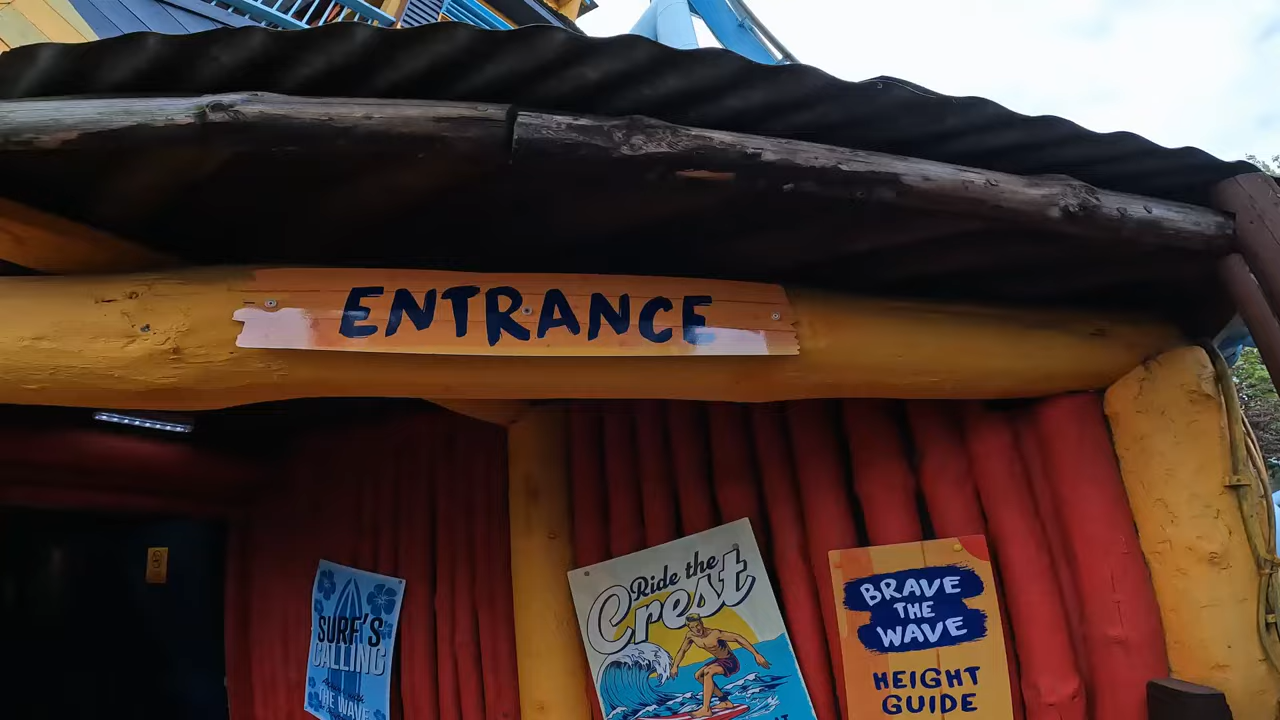 ENTRANCE
SURF'S
CALLING
THE WAVE
Ride the
Crest
BRAVE
THE
WAVE
HEIGHT
GUIDE